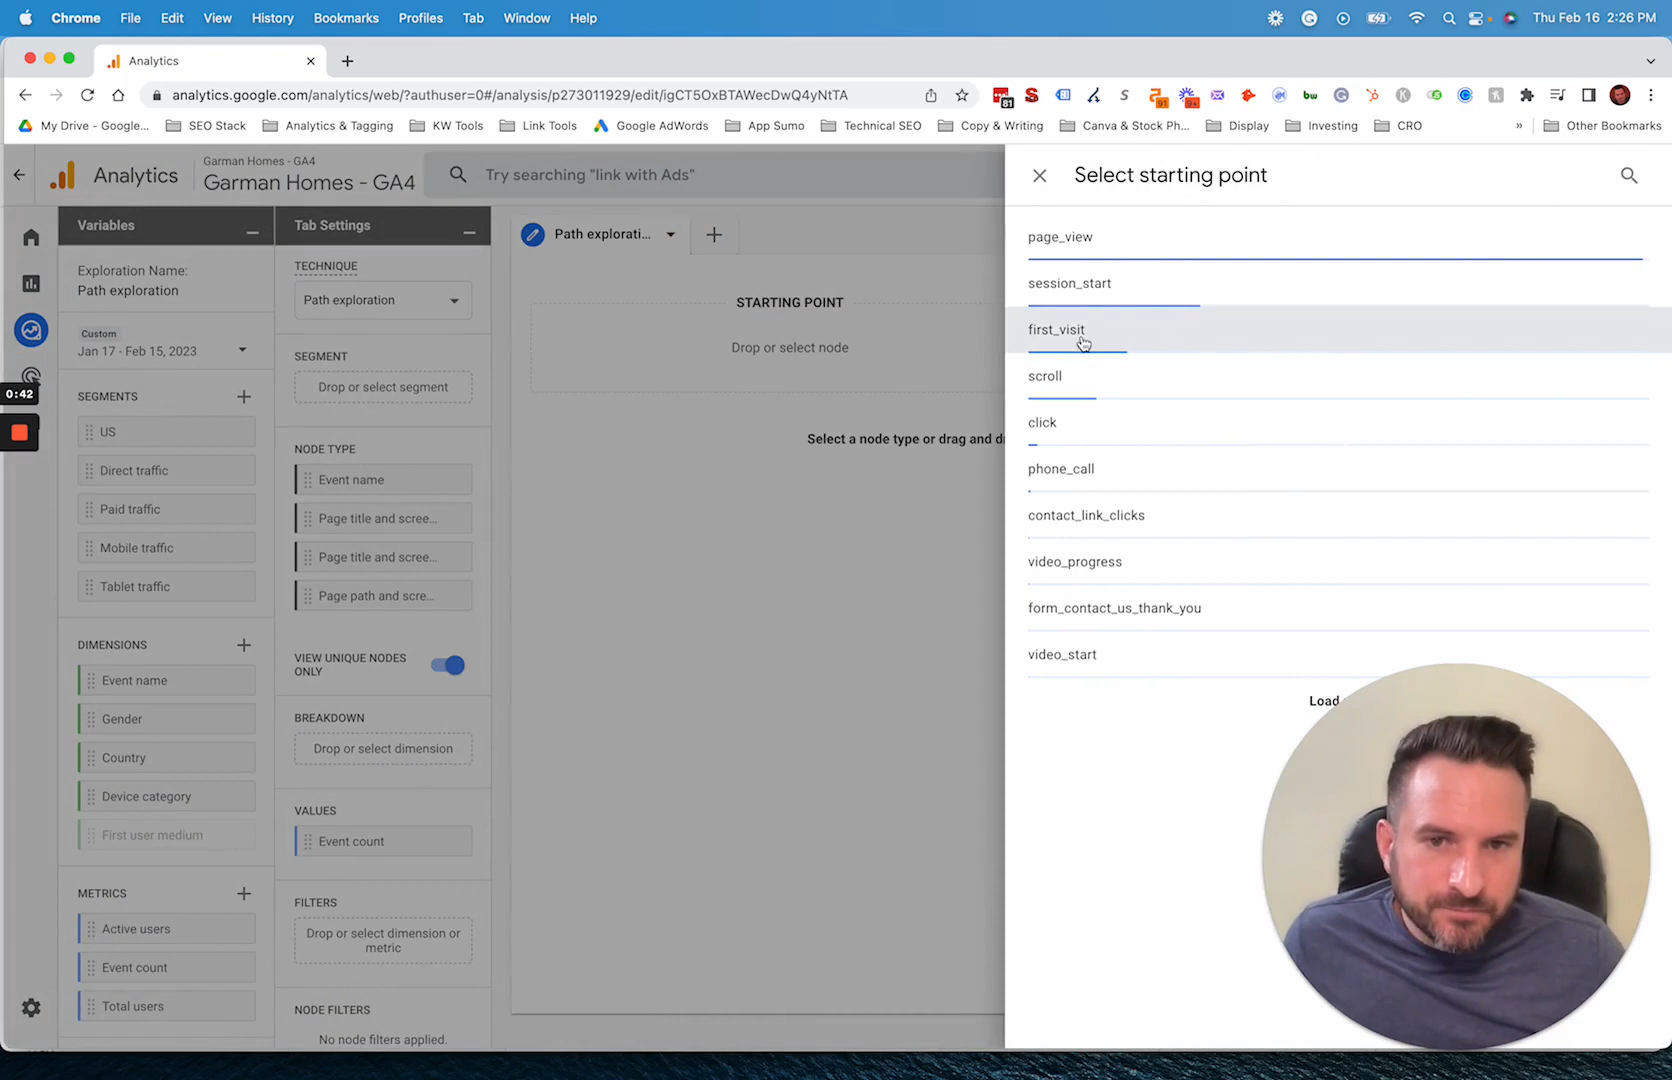 Chrome File Edit View History Bookmarks Profiles Tab Window Help Thu Feb 16 2:26 PM
Analytics
analytics.google.com/analytics/web/?authuser=0#/analysis/p273011929/edit/igCT5OxBTAWecDwQ4yNtTA
81
91
9+
bw
My Drive - Google... SEO Stack Analytics & Tagging KW Tools Link Tools Google AdWords App Sumo Technical SEO Copy & Writing Canva & Stock Ph... Display Investing CRO » Other Bookmarks
Analytics
Garman Homes - GA4
Garman Homes - GA4
Try searching "link with Ads"
Variables
Exploration Name:
Path exploration
Custom
Jan 17 - Feb 15, 2023
0:42
SEGMENTS
US
Direct traffic
Paid traffic
Mobile traffic
Tablet traffic
DIMENSIONS
Event name
Gender
Country
Device category
First user medium
METRICS
Active users
Event count
Total users
Tab Settings
TECHNIQUE
Path exploration
SEGMENT
Drop or select segment
NODE TYPE
Event name
Page title and scree...
Page title and scree...
Page path and scre...
VIEW UNIQUE NODES
ONLY
BREAKDOWN
Drop or select dimension
VALUES
Event count
FILTERS
Drop or select dimension or
metric
NODE FILTERS
No node filters applied.
Path explorati...
STARTING POINT
Drop or select node
Select a node type or drag and d
Select starting point
page_view
session_start
first_visit
scroll
click
phone_call
contact_link_clicks
video_progress
form_contact_us_thank_you
video_start
Load